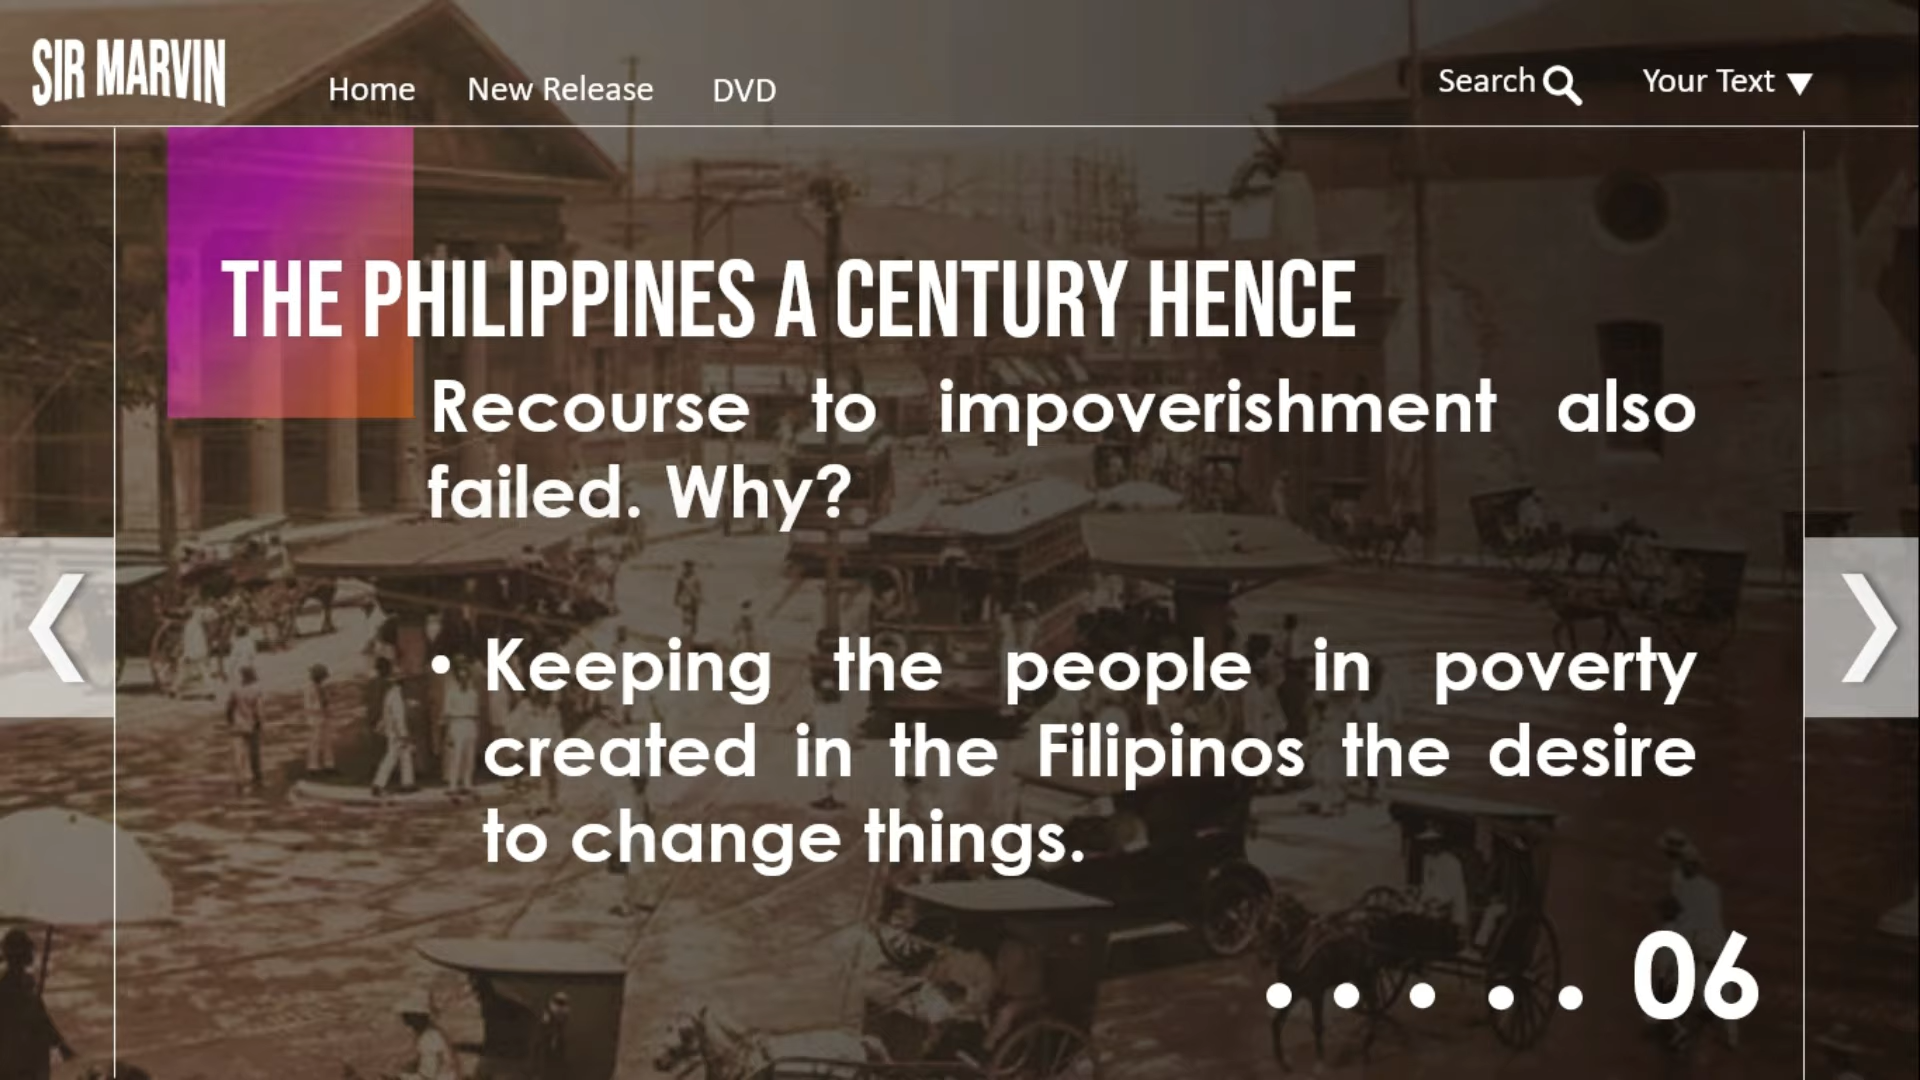 SIR MARVIN
Home New Release DVD
Search Your Text
THE PHILIPPINES A CENTURY HENCE
Recourse to impoverishment also
failed. Why?
• Keeping the people in poverty
created in the Filipinos the desire
to change things.
. . . . . 06